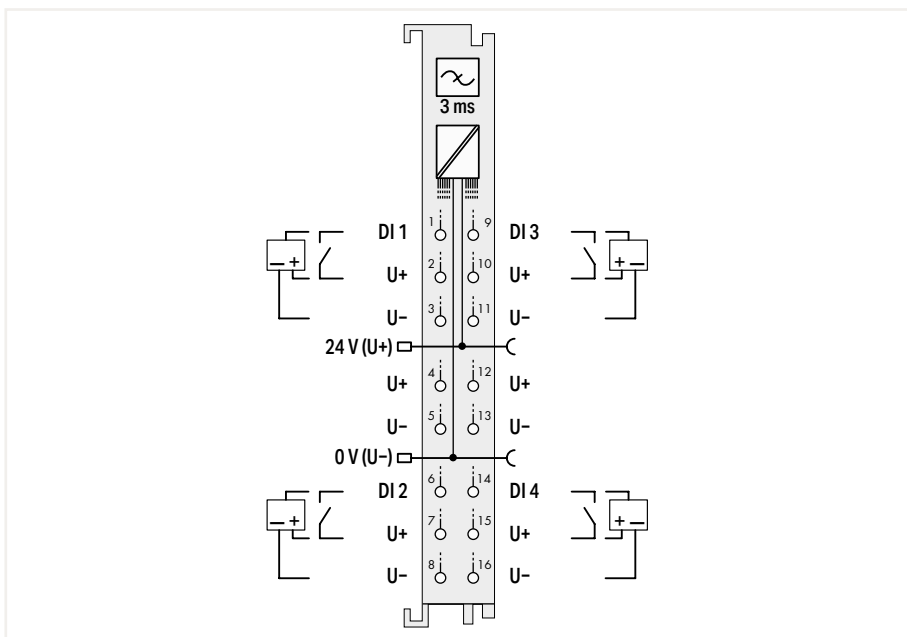 3 ms
DI 1 1 9 DI 3
− + U+ 2 10 U+ + −
U− 3 11 U−
24 V (U+)
U+ 4 12 U+
U− 5 13 U−
0 V (U−)
DI 2 6 14 DI 4
− + U+ 7 15 U+ + −
U− 8 16 U−